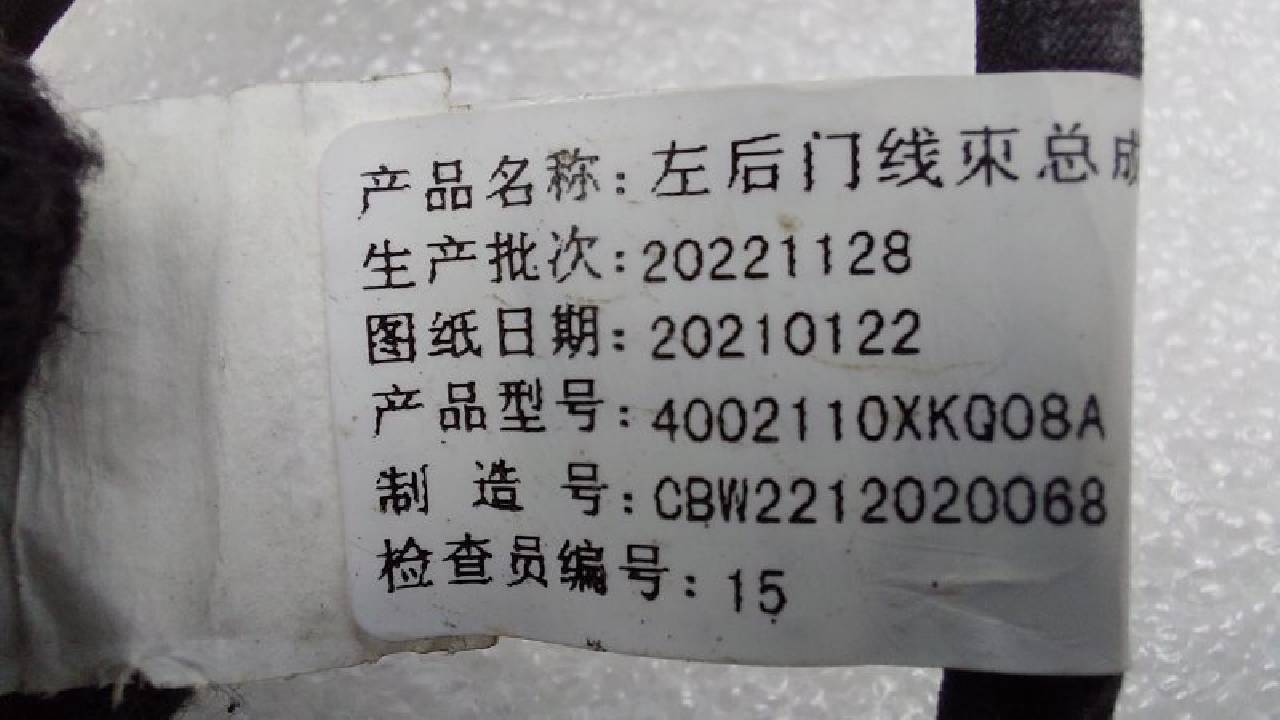 产品名称:左后门线束总成
生产批次:20221128
图纸日期:20210122
产品型号:4002110XKQ08A
制造号:CBW2212020068
检查员编号:15